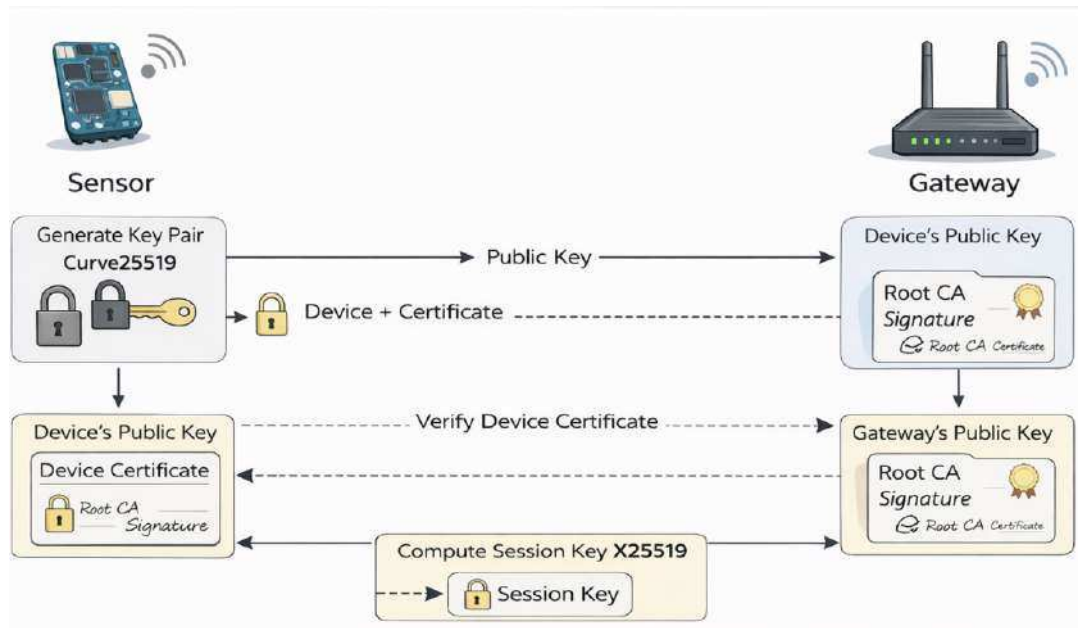 Sensor
Gateway
Generate Key Pair
Curve25519
Public Key
Device's Public Key
Device + Certificate
Root CA
Signature
Root CA Certificate
Device's Public Key
Verify Device Certificate
Gateway's Public Key
Device Certificate
Root CA
Signature
Root CA
Signature
Root CA Certificate
Compute Session Key X25519
Session Key